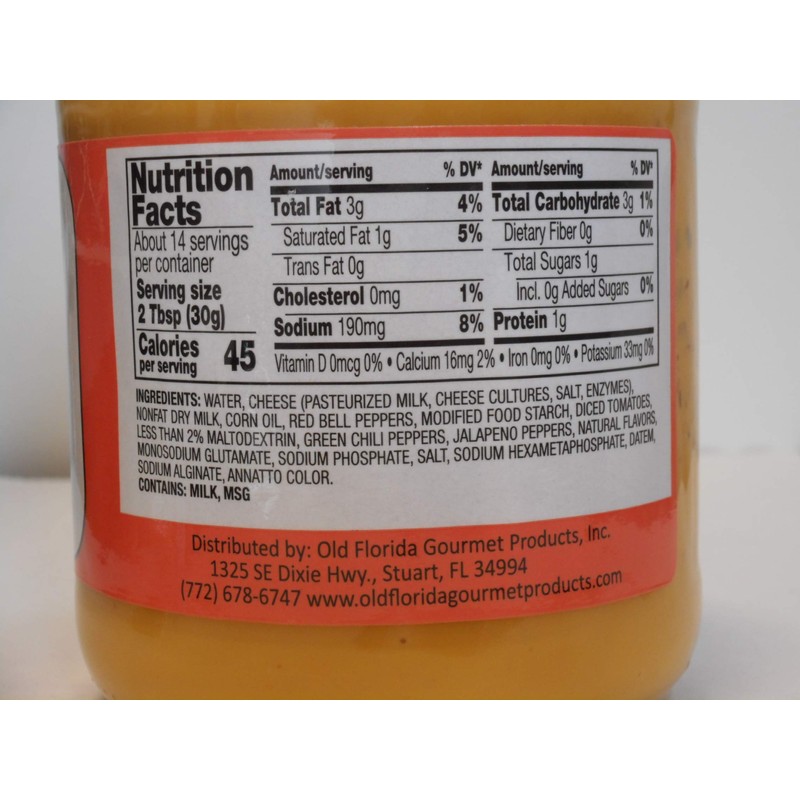 Nutrition Facts
About 14 servings per container
Serving size
2 Tbsp (30g)
Calories per serving 45
Amount/serving % DV*
Total Fat 3g 4%
Saturated Fat 1g 5%
Trans Fat 0g
Cholesterol 0mg 1%
Sodium 190mg 8%
Amount/serving % DV*
Total Carbohydrate 3g 1%
Dietary Fiber 0g 0%
Total Sugars 1g
Incl. 0g Added Sugars 0%
Protein 1g
Vitamin D 0mcg 0% • Calcium 16mg 2% • Iron 0mg 0% • Potassium 33mg 0%
INGREDIENTS: WATER, CHEESE (PASTEURIZED MILK, CHEESE CULTURES, SALT, ENZYMES),
NONFAT DRY MILK, CORN OIL, RED BELL PEPPERS, MODIFIED FOOD STARCH, DICED TOMATOES,
LESS THAN 2% MALTODEXTRIN, GREEN CHILI PEPPERS, JALAPENO PEPPERS, NATURAL FLAVORS,
MONOSODIUM GLUTAMATE, SODIUM PHOSPHATE, SALT, SODIUM HEXAMETAPHOSPHATE, DATEM,
SODIUM ALGINATE, ANNATTO COLOR.
CONTAINS: MILK, MSG
Distributed by: Old Florida Gourmet Products, Inc.
1325 SE Dixie Hwy., Stuart, FL 34994
(772) 678-6747 www.oldfloridagourmetproducts.com